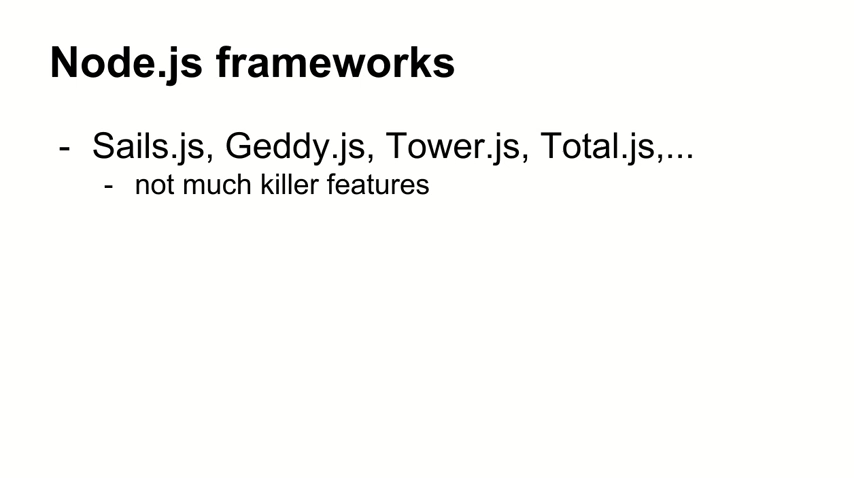 Node.js frameworks
- Sails.js, Geddy.js, Tower.js, Total.js,...
- not much killer features